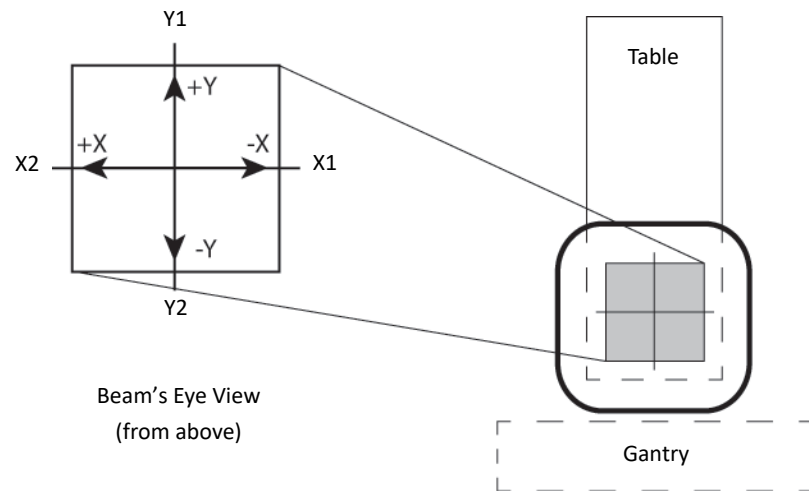 Y1
Table
+Y
+X
-X
X2
X1
-Y
Y2
Beam's Eye View
(from above)
Gantry